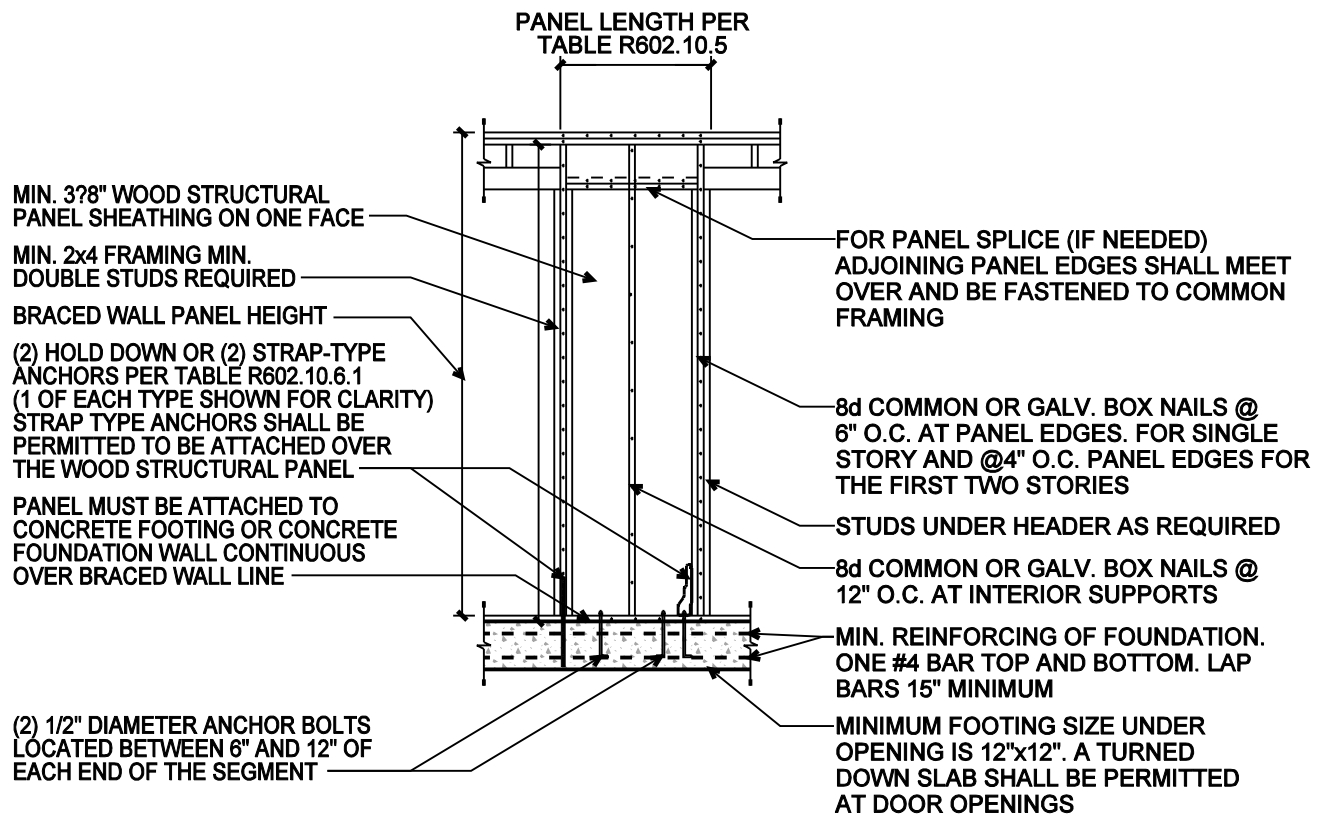 PANEL LENGTH PER
TABLE R602.10.5
MIN. 3?8" WOOD STRUCTURAL
PANEL SHEATHING ON ONE FACE
MIN. 2x4 FRAMING MIN.
DOUBLE STUDS REQUIRED
BRACED WALL PANEL HEIGHT
(2) HOLD DOWN OR (2) STRAP-TYPE
ANCHORS PER TABLE R602.10.6.1
(1 OF EACH TYPE SHOWN FOR CLARITY)
STRAP TYPE ANCHORS SHALL BE
PERMITTED TO BE ATTACHED OVER
THE WOOD STRUCTURAL PANEL
PANEL MUST BE ATTACHED TO
CONCRETE FOOTING OR CONCRETE
FOUNDATION WALL CONTINUOUS
OVER BRACED WALL LINE
(2) 1/2" DIAMETER ANCHOR BOLTS
LOCATED BETWEEN 6" AND 12" OF
EACH END OF THE SEGMENT
FOR PANEL SPLICE (IF NEEDED)
ADJOINING PANEL EDGES SHALL MEET
OVER AND BE FASTENED TO COMMON
FRAMING
8d COMMON OR GALV. BOX NAILS @
6" O.C. AT PANEL EDGES. FOR SINGLE
STORY AND @4" O.C. PANEL EDGES FOR
THE FIRST TWO STORIES
STUDS UNDER HEADER AS REQUIRED
8d COMMON OR GALV. BOX NAILS @
12" O.C. AT INTERIOR SUPPORTS
MIN. REINFORCING OF FOUNDATION.
ONE #4 BAR TOP AND BOTTOM. LAP
BARS 15" MINIMUM
MINIMUM FOOTING SIZE UNDER
OPENING IS 12"x12". A TURNED
DOWN SLAB SHALL BE PERMITTED
AT DOOR OPENINGS